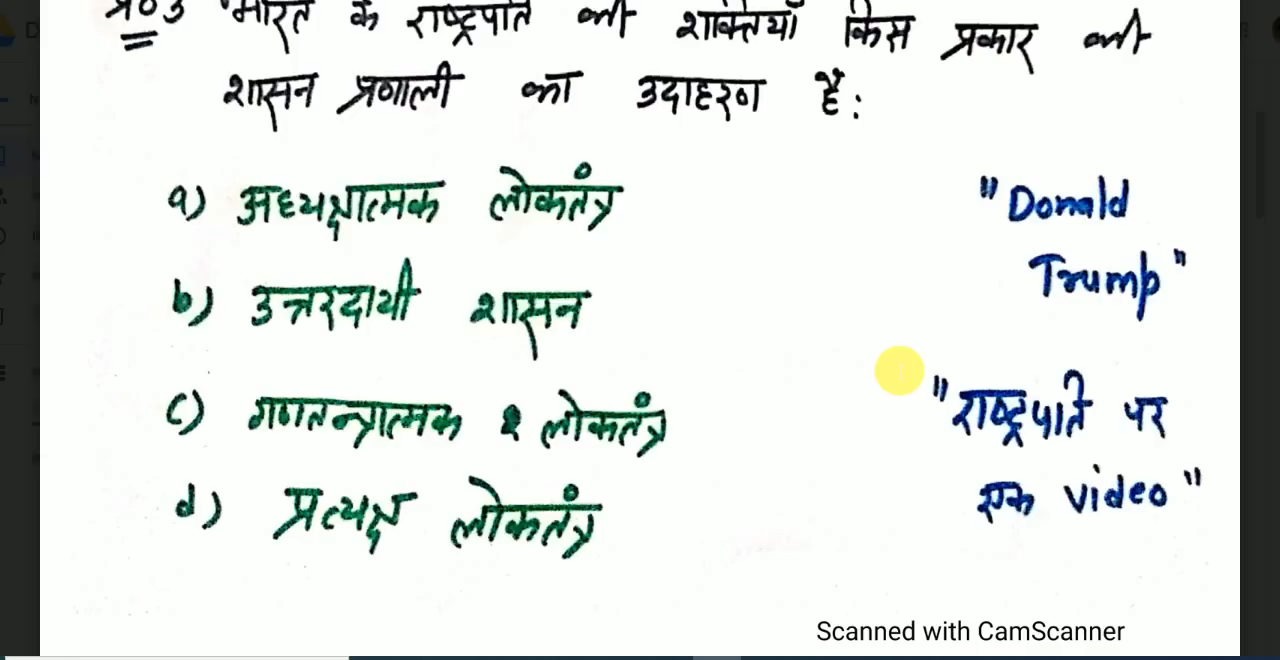 प्र०3 भारत के राष्ट्रपति की शक्तियाँ किस प्रकार की
शासन प्रणाली का उदाहरण है:
a) अध्यक्षात्मक लोकतंत्र
"Donald
Trump"
b) उत्तरदायी शासन
c) गणतन्त्रात्मक लोकतंत्र
"राष्ट्रपति पर
एक video"
d) प्रत्यक्ष लोकतंत्र
Scanned with CamScanner